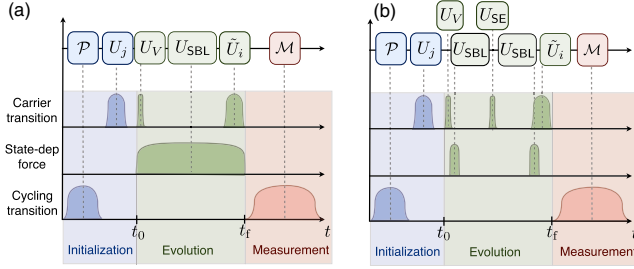 (a)
𝒫 U_j U_V U_SBL Ũ_i ℳ
Carrier
transition
State-dep
force
Cycling
transition
t_0 t_f t
Initialization Evolution Measurement
(b)
U_V U_SE
𝒫 U_j U_SBL U_SBL Ũ_i ℳ
t_0 t_f t
Initialization Evolution Measurement